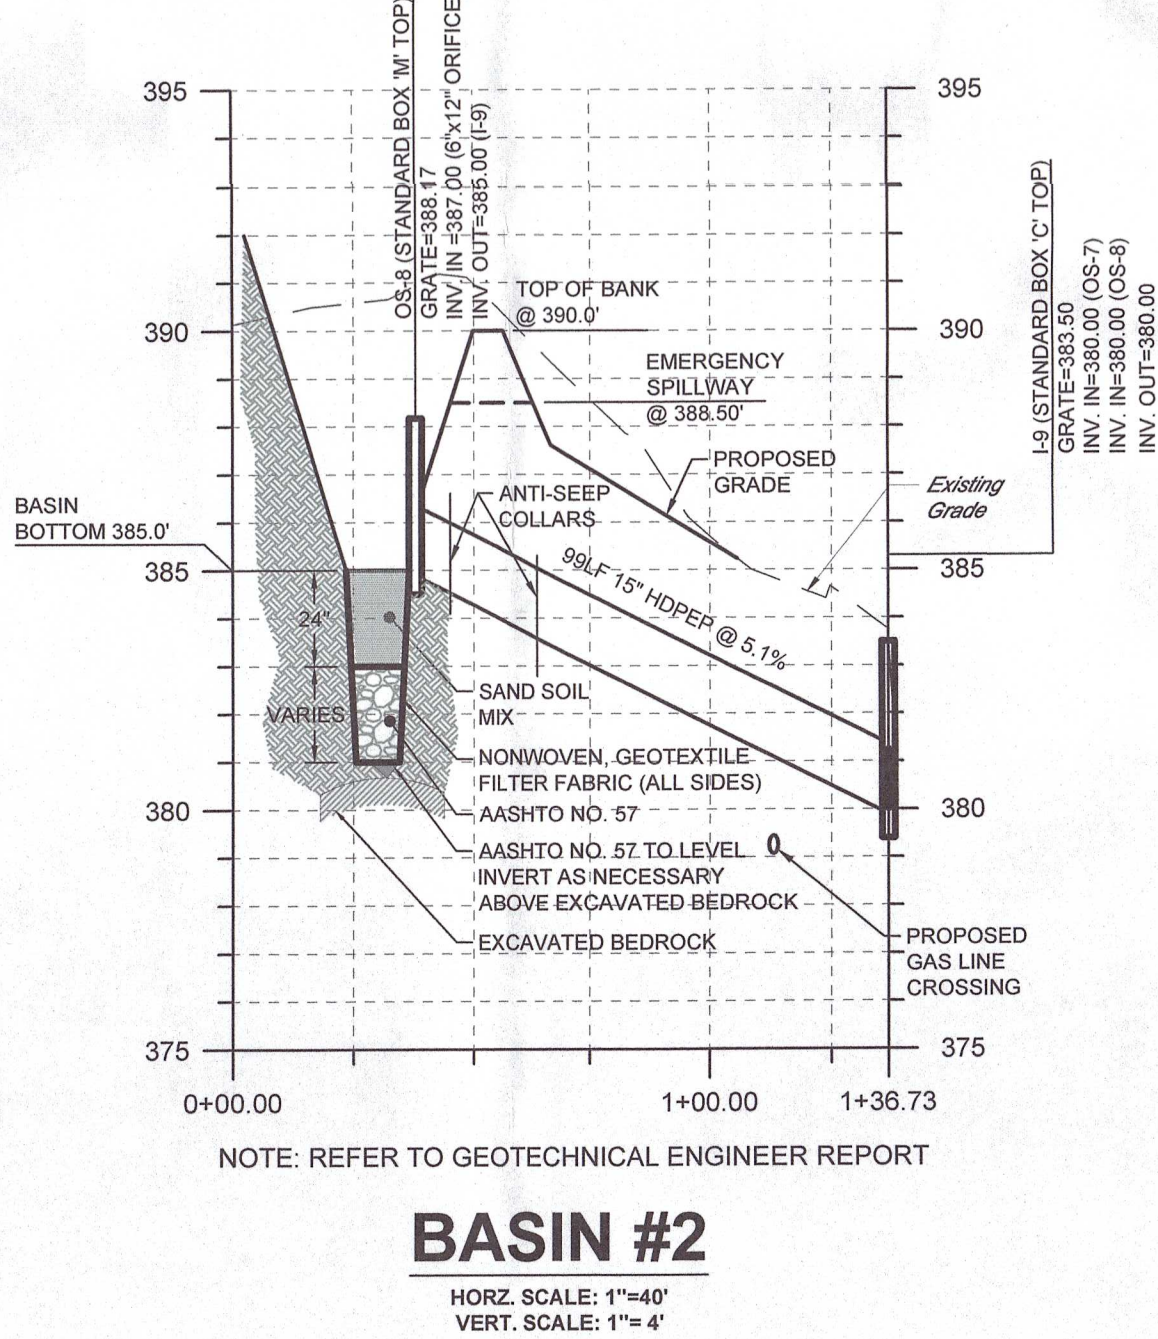 OS-8 (STANDARD BOX 'M' TOP)
GRATE=388.17
INV. IN =387.00 (6"x12" ORIFICE
INV. OUT=385.00 (I-9)
395
395
TOP OF BANK
@ 390.0'
390
390
EMERGENCY
SPILLWAY
@ 388.50'
I-9 (STANDARD BOX 'C' TOP)
GRATE=383.50
INV. IN=380.00 (OS-7)
INV. IN=380.00 (OS-8)
INV. OUT=380.00
PROPOSED
GRADE
Existing
Grade
ANTI-SEEP
COLLARS
BASIN
BOTTOM 385.0'
385
385
99LF 15" HDPEP @ 5.1%
24"
SAND SOIL
MIX
VARIES
NONWOVEN, GEOTEXTILE
FILTER FABRIC (ALL SIDES)
380
380
AASHTO NO. 57
AASHTO NO. 57 TO LEVEL
INVERT AS NECESSARY
ABOVE EXCAVATED BEDROCK
EXCAVATED BEDROCK
PROPOSED
GAS LINE
CROSSING
375
375
0+00.00
1+00.00
1+36.73
NOTE: REFER TO GEOTECHNICAL ENGINEER REPORT
BASIN #2
HORZ. SCALE: 1"=40'
VERT. SCALE: 1"= 4'